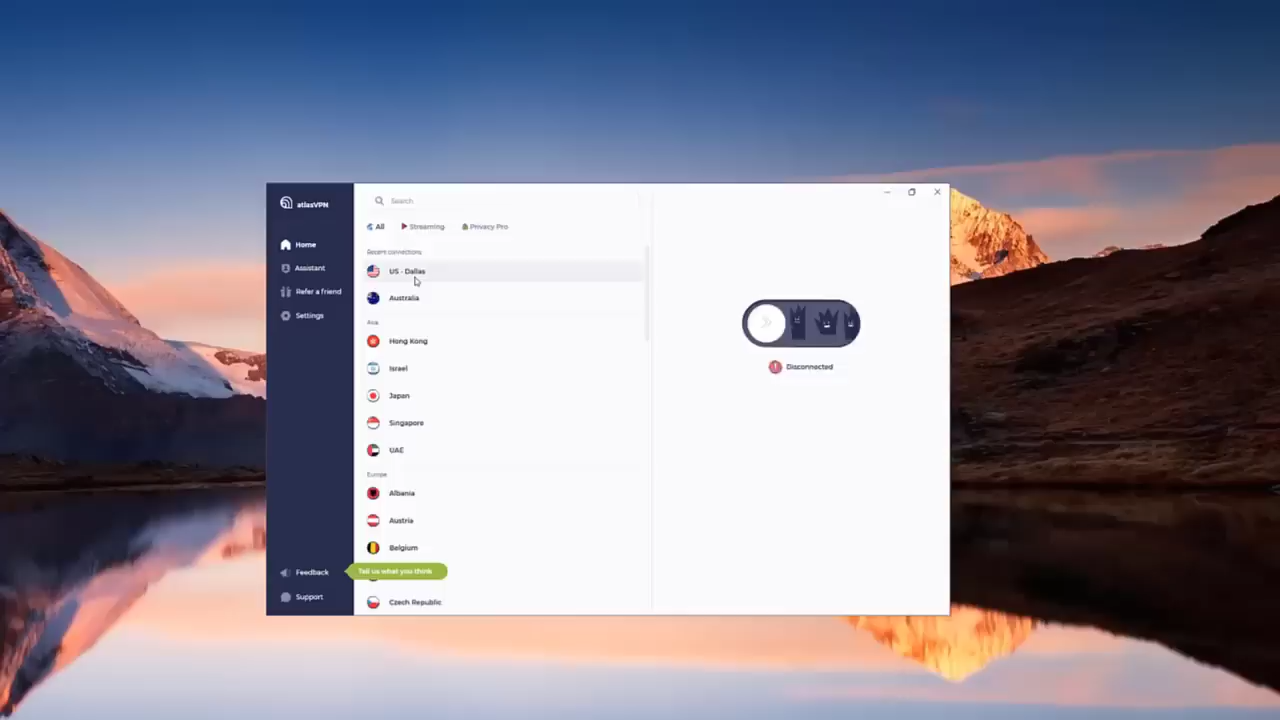 atlasVPN
Search
All
Streaming
Privacy Pro
Home
Assistant
Refer a friend
Settings
Recent connections
US - Dallas
Australia
Asia
Hong Kong
Israel
Japan
Singapore
UAE
Europe
Albania
Austria
Belgium
Czech Republic
Disconnected
Feedback
Tell us what you think
Support